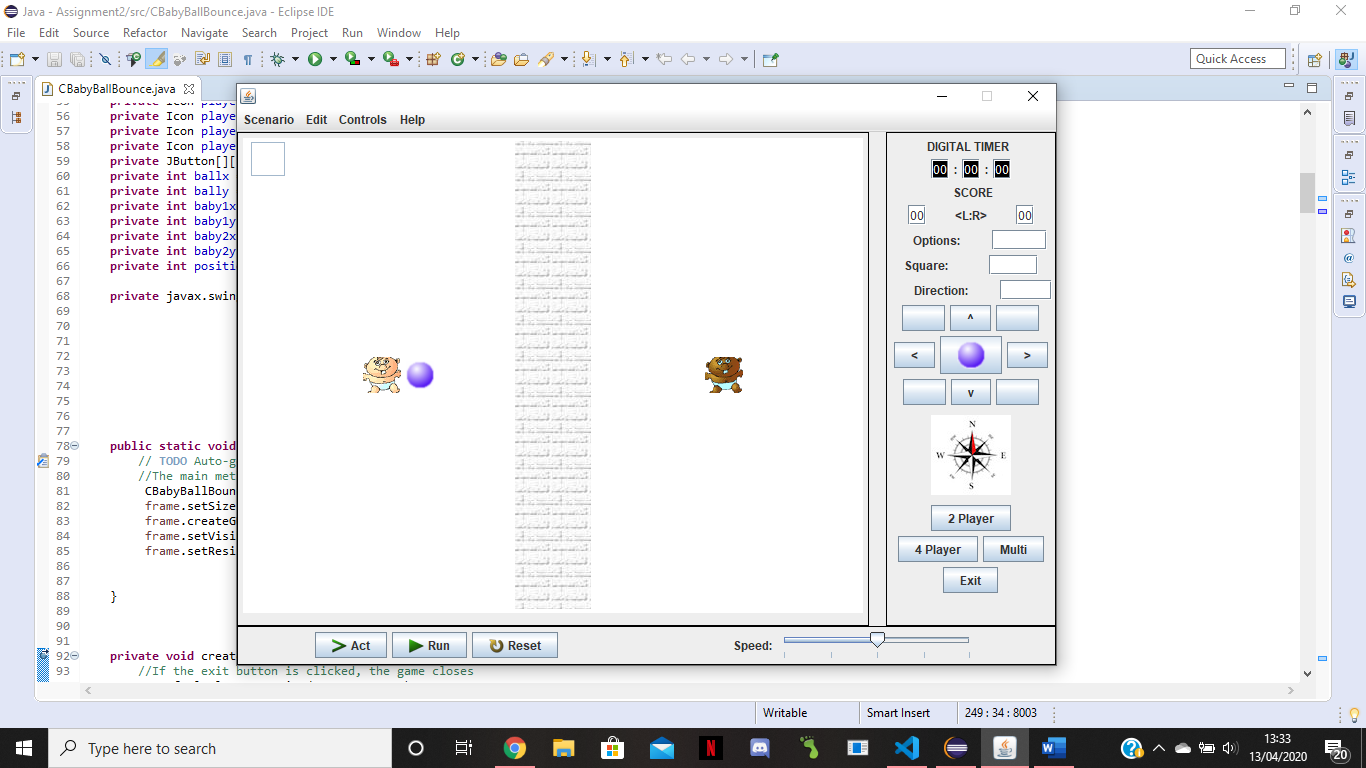 Java - Assignment2/src/CBabyBallBounce.java - Eclipse IDE
File Edit Source Refactor Navigate Search Project Run Window Help
Quick Access
CBabyBallBounce.java
56 private Icon playe
57 private Icon playe
58 private Icon playe
59 private JButton[][
60 private int ballx
61 private int bally
62 private int baby1x
63 private int baby1y
64 private int baby2x
65 private int baby2y
66 private int positi
67
68 private javax.swin
69
70
71
72
73
74
75
76
77
78 public static void
79 // TODO Auto-g
80 //The main met
81 CBabyBallBoun
82 frame.setSize
83 frame.createG
84 frame.setVisi
85 frame.setResi
86
87
88 }
89
90
91
92 private void creat
93 //If the exit button is clicked, the game closes
Scenario Edit Controls Help
DIGITAL TIMER
00 : 00 : 00
SCORE
00 <L:R> 00
Options:
Square:
Direction:
^
< >
v
N
W E
S
2 Player
4 Player Multi
Exit
Act Run Reset Speed:
Writable Smart Insert 249 : 34 : 8003
Type here to search
13:33
13/04/2020
20